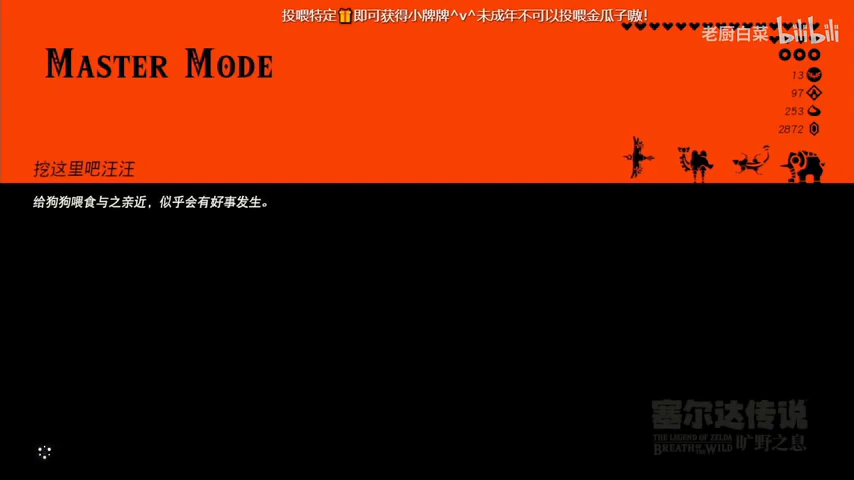 投喂特定即可获得小牌牌^v^未成年不可以投喂金瓜子嗷!
老厨白菜 bilibili
MASTER MODE
13
97
253
2872
挖这里吧汪汪
给狗狗喂食与之亲近，似乎会有好事发生。
塞尔达传说
THE LEGEND OF ZELDA
BREATH OF THE WILD 旷野之息